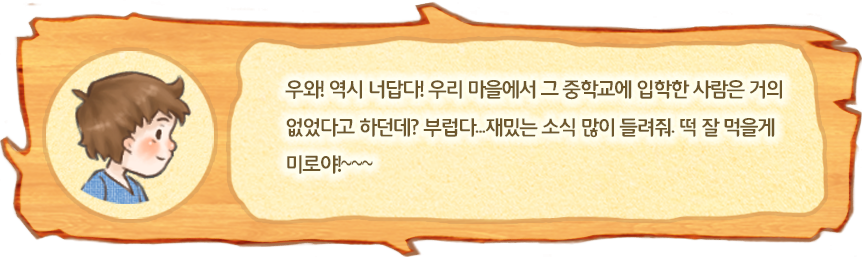 우와! 역시 너답다! 우리 마을에서 그 중학교에 입학한 사람은 거의
없었다고 하던데? 부럽다...재밌는 소식 많이 들려줘. 떡 잘 먹을게
미로야!~~~